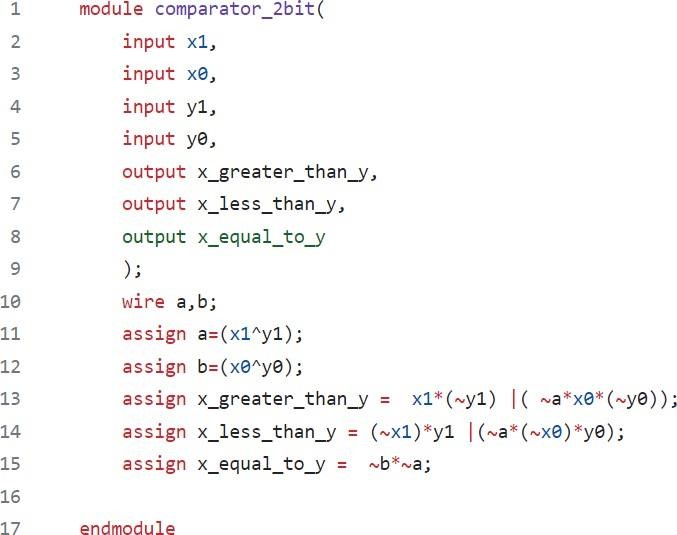 1 module comparator_2bit(
2 input x1,
3 input x0,
4 input y1,
5 input y0,
6 output x_greater_than_y,
7 output x_less_than_y,
8 output x_equal_to_y
9 );
10 wire a,b;
11 assign a=(x1^y1);
12 assign b=(x0^y0);
13 assign x_greater_than_y =  x1*(~y1) |( ~a*x0*(~y0));
14 assign x_less_than_y = (~x1)*y1 |(~a*(~x0)*y0);
15 assign x_equal_to_y =  ~b*~a;
16
17 endmodule